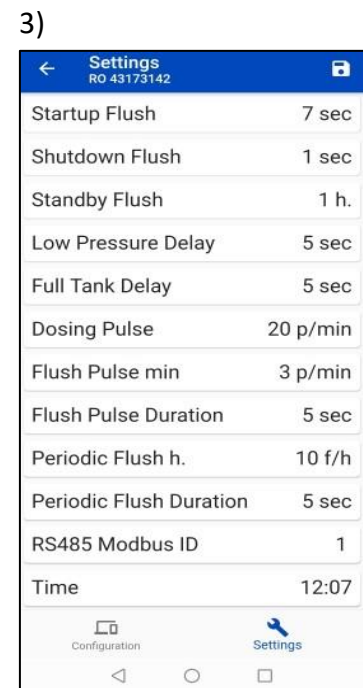 3)
Settings
RO 43173142
Startup Flush 7 sec
Shutdown Flush 1 sec
Standby Flush 1 h.
Low Pressure Delay 5 sec
Full Tank Delay 5 sec
Dosing Pulse 20 p/min
Flush Pulse min 3 p/min
Flush Pulse Duration 5 sec
Periodic Flush h. 10 f/h
Periodic Flush Duration 5 sec
RS485 Modbus ID 1
Time 12:07
Configuration Settings